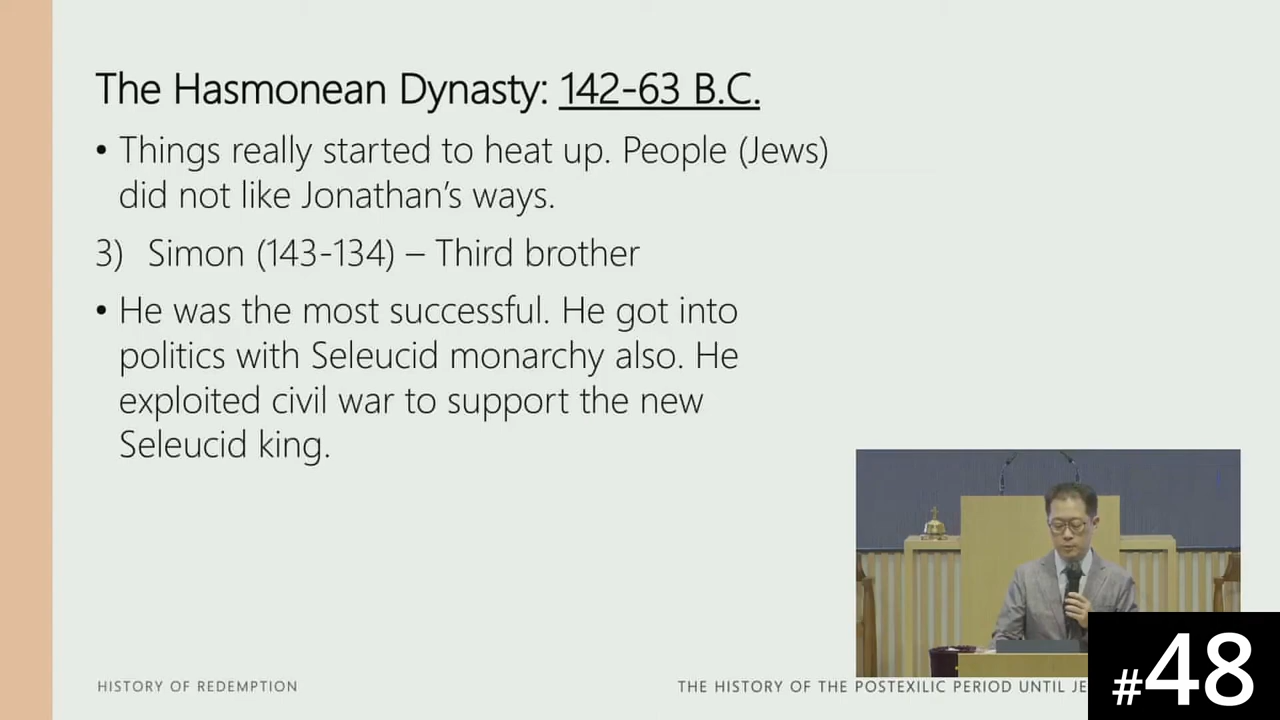 The Hasmonean Dynasty: 142-63 B.C.
• Things really started to heat up. People (Jews)
did not like Jonathan’s ways.
3) Simon (143-134) – Third brother
• He was the most successful. He got into
politics with Seleucid monarchy also. He
exploited civil war to support the new
Seleucid king.
HISTORY OF REDEMPTION
THE HISTORY OF THE POSTEXILIC PERIOD UNTIL JE
#48